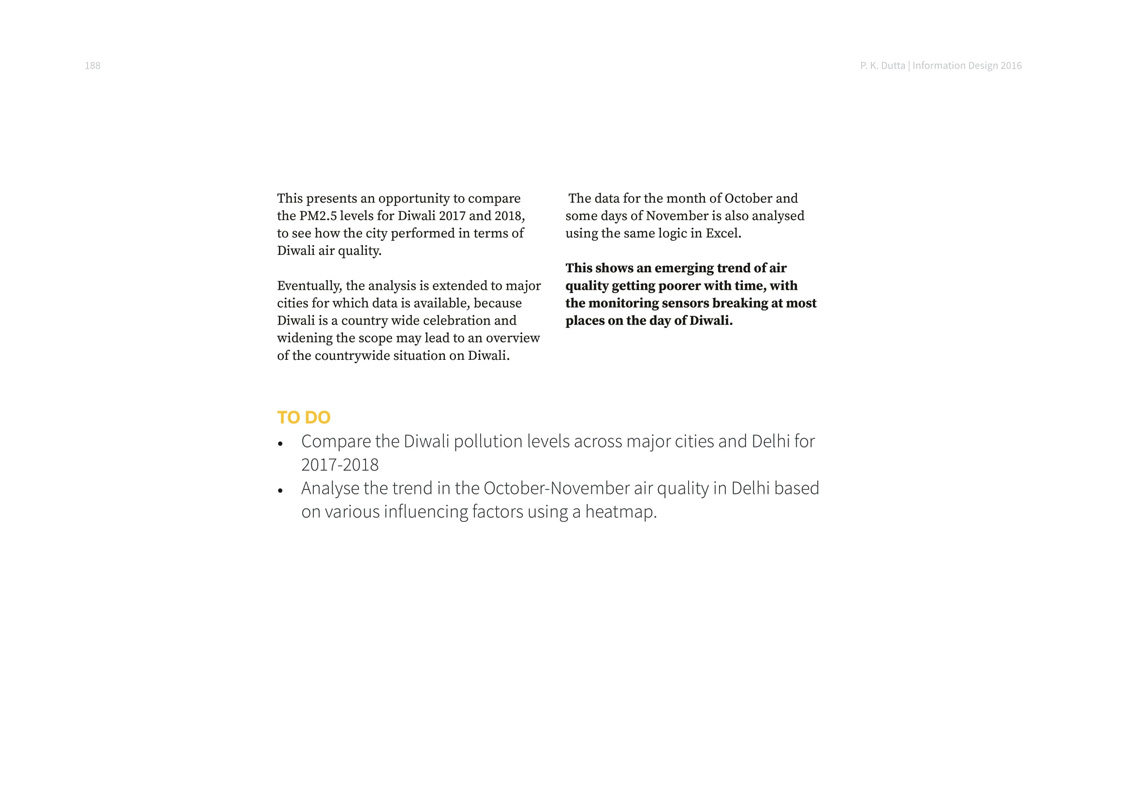 188
P. K. Dutta | Information Design 2016
This presents an opportunity to compare
the PM2.5 levels for Diwali 2017 and 2018,
to see how the city performed in terms of
Diwali air quality.
Eventually, the analysis is extended to major
cities for which data is available, because
Diwali is a country wide celebration and
widening the scope may lead to an overview
of the countrywide situation on Diwali.
The data for the month of October and
some days of November is also analysed
using the same logic in Excel.
This shows an emerging trend of air
quality getting poorer with time, with
the monitoring sensors breaking at most
places on the day of Diwali.
TO DO
• Compare the Diwali pollution levels across major cities and Delhi for
2017-2018
• Analyse the trend in the October-November air quality in Delhi based
on various influencing factors using a heatmap.